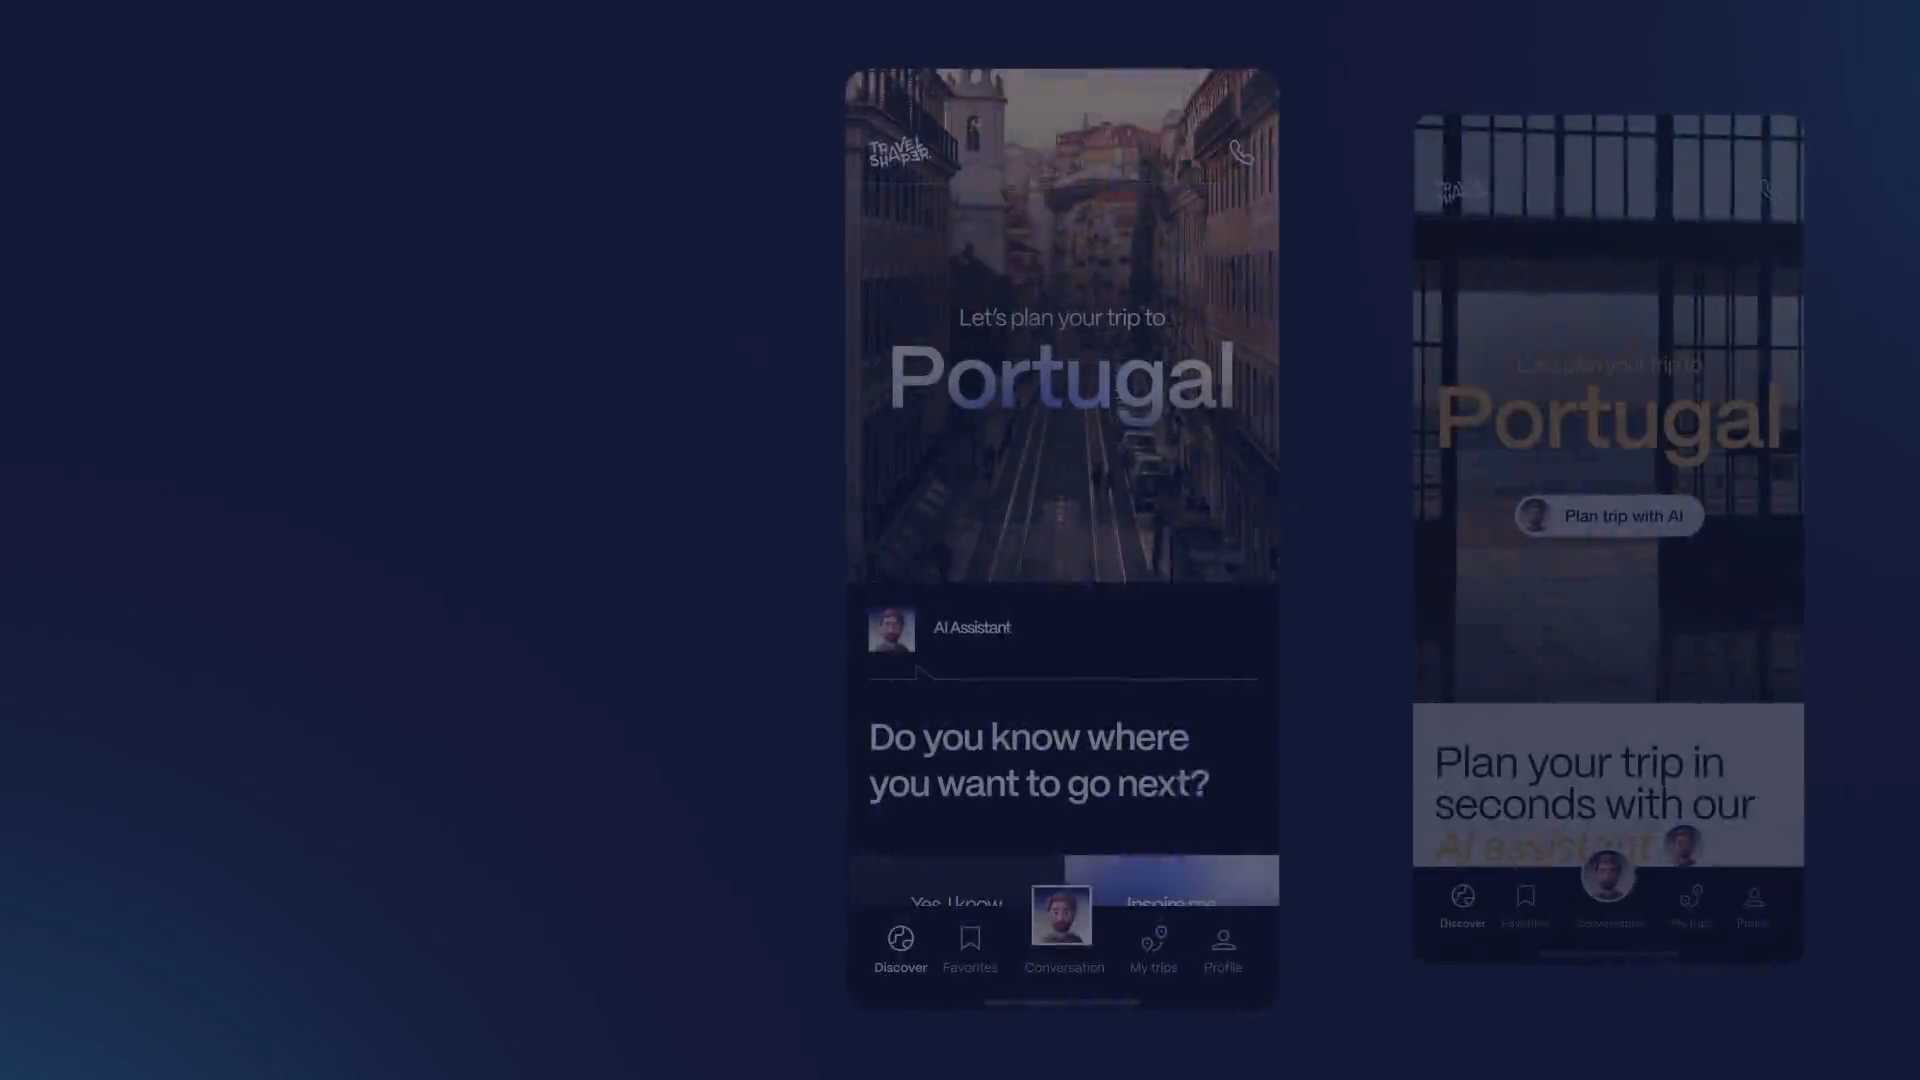 TRAVEL
SHAPER.
Let's plan your trip to
Portugal
AI Assistant
Do you know where
you want to go next?
Yes, I know
Inspire me
Discover
Favorites
Conversation
My trips
Profile
TRAVEL
SHAPER.
Let's plan your trip to
Portugal
Plan trip with AI
Plan your trip in
seconds with our
AI assistant
Discover
Favorites
Conversation
My trips
Profile